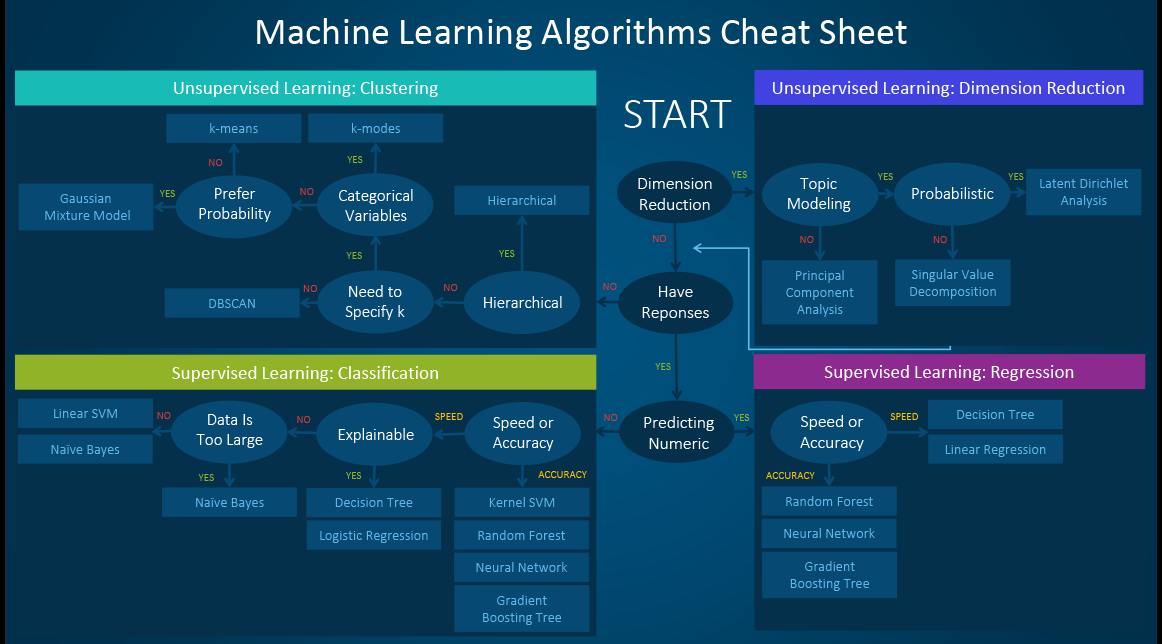 Machine Learning Algorithms Cheat Sheet
Unsupervised Learning: Clustering
k-means
k-modes
NO
YES
Gaussian
Mixture Model
YES
Prefer
Probability
NO
Categorical
Variables
Hierarchical
YES
YES
DBSCAN
NO
Need to
Specify k
NO
Hierarchical
START
Dimension
Reduction
YES
NO
Have
Reponses
NO
YES
Predicting
Numeric
NO
YES
Unsupervised Learning: Dimension Reduction
Topic
Modeling
YES
Probabilistic
YES
Latent Dirichlet
Analysis
NO
NO
Principal
Component
Analysis
Singular Value
Decomposition
Supervised Learning: Classification
Linear SVM
Naïve Bayes
NO
Data Is
Too Large
NO
Explainable
SPEED
Speed or
Accuracy
YES
YES
ACCURACY
Naïve Bayes
Decision Tree
Logistic Regression
Kernel SVM
Random Forest
Neural Network
Gradient
Boosting Tree
Supervised Learning: Regression
Speed or
Accuracy
SPEED
Decision Tree
Linear Regression
ACCURACY
Random Forest
Neural Network
Gradient
Boosting Tree